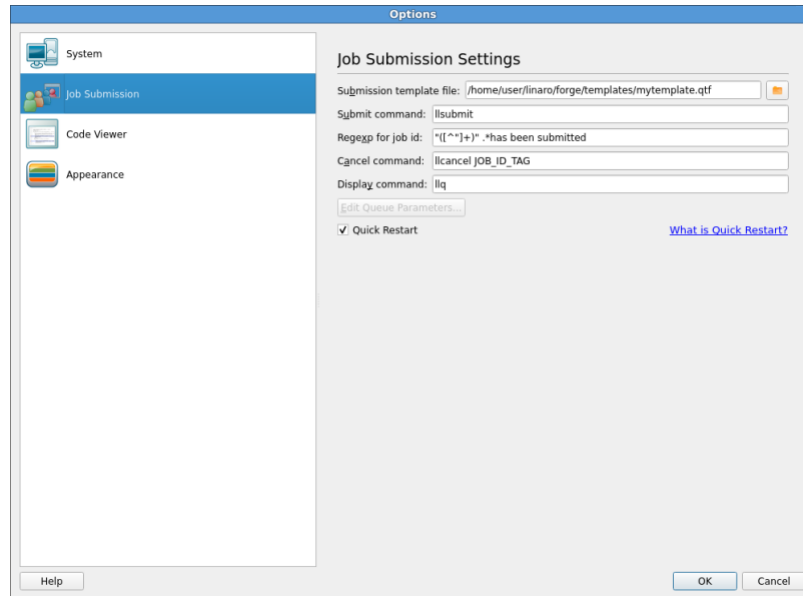 Options
System
Job Submission
Code Viewer
Appearance
Job Submission Settings
Submission template file: /home/user/linaro/forge/templates/mytemplate.qtf
Submit command: llsubmit
Regexp for job id: "([^"]+)" .*has been submitted
Cancel command: llcancel JOB_ID_TAG
Display command: llq
Edit Queue Parameters...
Quick Restart What is Quick Restart?
Help OK Cancel